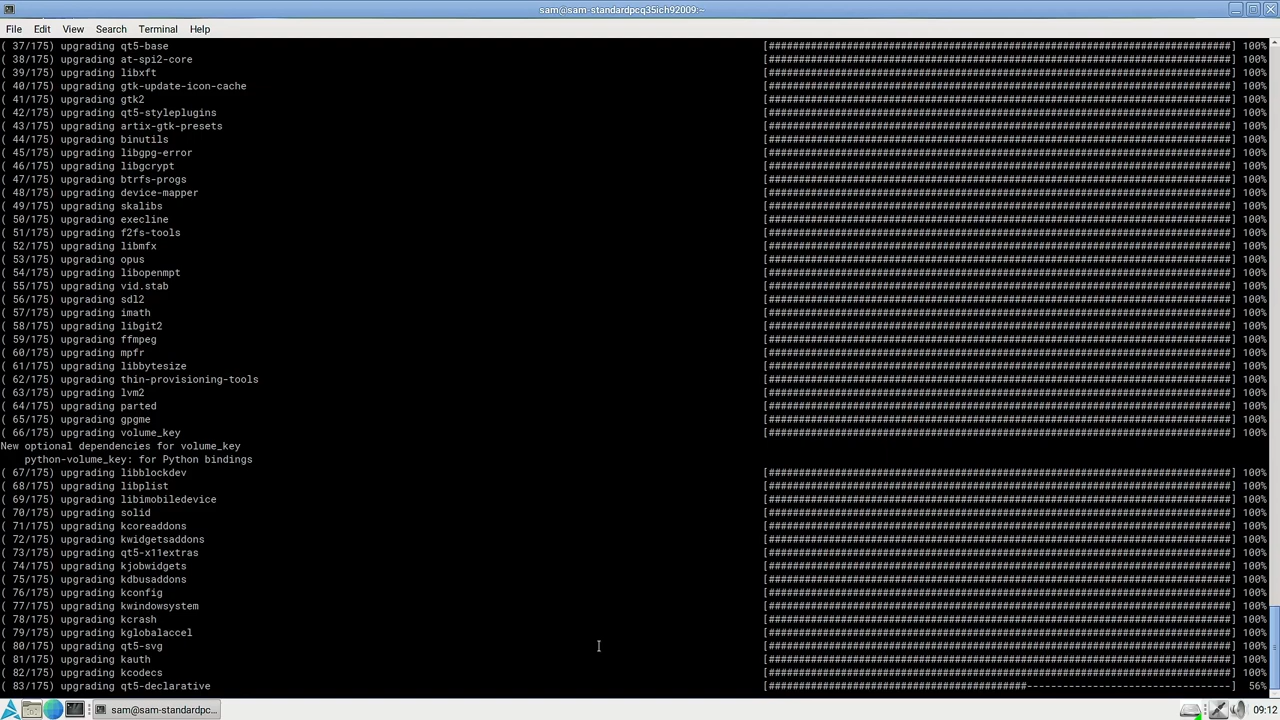 sam@sam-standardpcq35ich92009:~
File Edit View Search Terminal Help
( 37/175) upgrading qt5-base [##############################################################################] 100%
( 38/175) upgrading at-spi2-core [##############################################################################] 100%
( 39/175) upgrading libxft [##############################################################################] 100%
( 40/175) upgrading gtk-update-icon-cache [##############################################################################] 100%
( 41/175) upgrading gtk2 [##############################################################################] 100%
( 42/175) upgrading qt5-styleplugins [##############################################################################] 100%
( 43/175) upgrading artix-gtk-presets [##############################################################################] 100%
( 44/175) upgrading binutils [##############################################################################] 100%
( 45/175) upgrading libgpg-error [##############################################################################] 100%
( 46/175) upgrading libgcrypt [##############################################################################] 100%
( 47/175) upgrading btrfs-progs [##############################################################################] 100%
( 48/175) upgrading device-mapper [##############################################################################] 100%
( 49/175) upgrading skalibs [##############################################################################] 100%
( 50/175) upgrading execline [##############################################################################] 100%
( 51/175) upgrading f2fs-tools [##############################################################################] 100%
( 52/175) upgrading libmfx [##############################################################################] 100%
( 53/175) upgrading opus [##############################################################################] 100%
( 54/175) upgrading libopenmpt [##############################################################################] 100%
( 55/175) upgrading vid.stab [##############################################################################] 100%
( 56/175) upgrading sdl2 [##############################################################################] 100%
( 57/175) upgrading imath [##############################################################################] 100%
( 58/175) upgrading libgit2 [##############################################################################] 100%
( 59/175) upgrading ffmpeg [##############################################################################] 100%
( 60/175) upgrading mpfr [##############################################################################] 100%
( 61/175) upgrading libbytesize [##############################################################################] 100%
( 62/175) upgrading thin-provisioning-tools [##############################################################################] 100%
( 63/175) upgrading lvm2 [##############################################################################] 100%
( 64/175) upgrading parted [##############################################################################] 100%
( 65/175) upgrading gpgme [##############################################################################] 100%
( 66/175) upgrading volume_key [##############################################################################] 100%
New optional dependencies for volume_key
python-volume_key: for Python bindings
( 67/175) upgrading libblockdev [##############################################################################] 100%
( 68/175) upgrading libplist [##############################################################################] 100%
( 69/175) upgrading libimobiledevice [##############################################################################] 100%
( 70/175) upgrading solid [##############################################################################] 100%
( 71/175) upgrading kcoreaddons [##############################################################################] 100%
( 72/175) upgrading kwidgetsaddons [##############################################################################] 100%
( 73/175) upgrading qt5-x11extras [##############################################################################] 100%
( 74/175) upgrading kjobwidgets [##############################################################################] 100%
( 75/175) upgrading kdbusaddons [##############################################################################] 100%
( 76/175) upgrading kconfig [##############################################################################] 100%
( 77/175) upgrading kwindowsystem [##############################################################################] 100%
( 78/175) upgrading kcrash [##############################################################################] 100%
( 79/175) upgrading kglobalaccel [##############################################################################] 100%
( 80/175) upgrading qt5-svg [##############################################################################] 100%
( 81/175) upgrading kauth [##############################################################################] 100%
( 82/175) upgrading kcodecs [##############################################################################] 100%
( 83/175) upgrading qt5-declarative [############################################----------------------------------] 56%
sam@sam-standardpc... 09:12